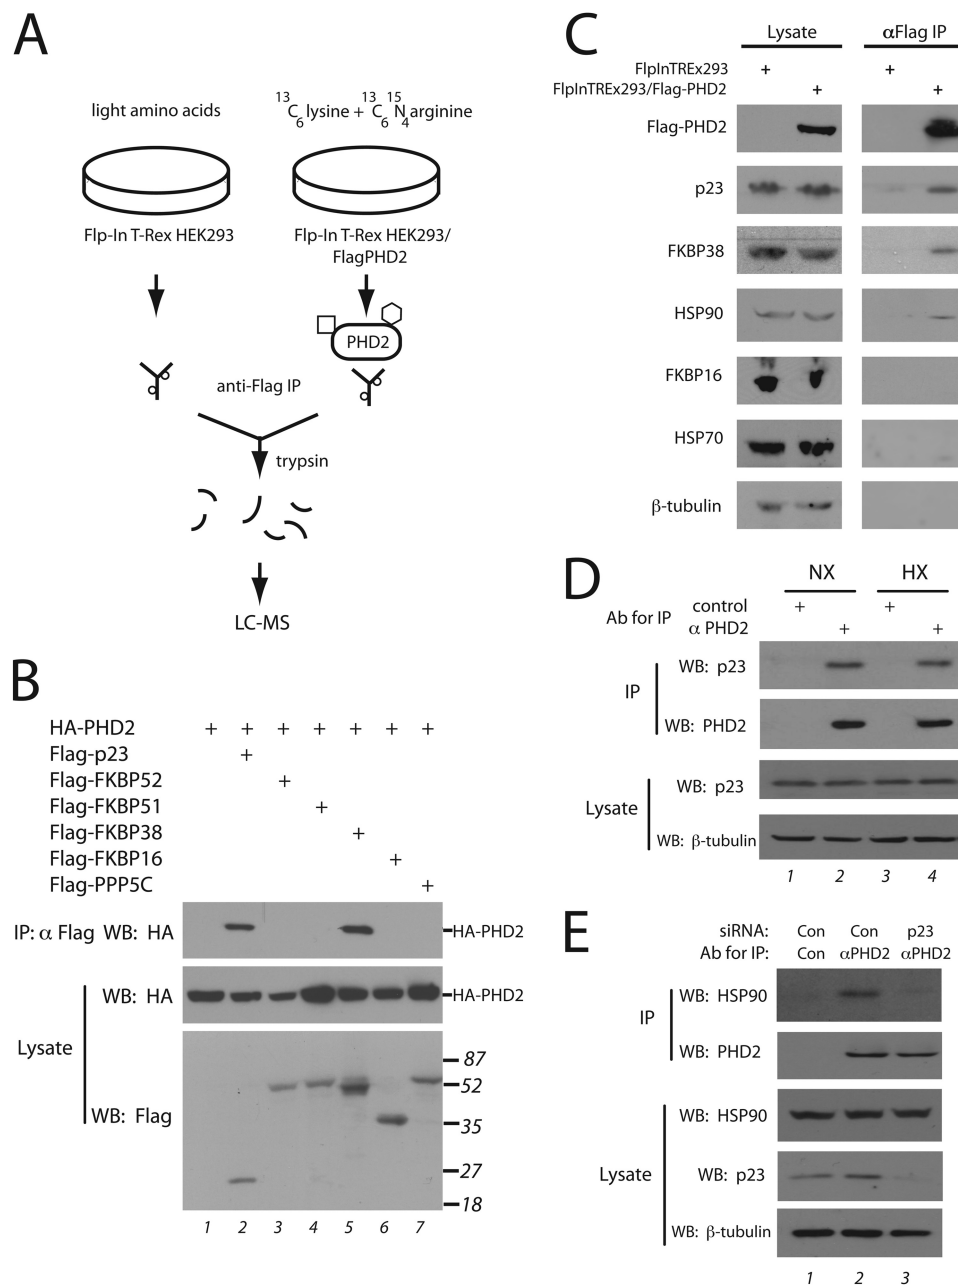 A
light amino acids
13C6 lysine + 13C6 15N4 arginine
Flp-In T-Rex HEK293
Flp-In T-Rex HEK293/
FlagPHD2
PHD2
anti-Flag IP
trypsin
LC-MS
B
HA-PHD2 + + + + + + +
Flag-p23 +
Flag-FKBP52 +
Flag-FKBP51 +
Flag-FKBP38 +
Flag-FKBP16 +
Flag-PPP5C +
IP: α Flag WB: HA HA-PHD2
WB: HA HA-PHD2
Lysate
WB: Flag
87
52
35
27
18
1 2 3 4 5 6 7
C
Lysate αFlag IP
FlpInTREx293 + +
FlpInTREx293/Flag-PHD2 + +
Flag-PHD2
p23
FKBP38
HSP90
FKBP16
HSP70
β-tubulin
D
NX HX
Ab for IP
control + +
α PHD2 + +
IP
WB: p23
WB: PHD2
Lysate
WB: p23
WB: β-tubulin
1 2 3 4
E
siRNA: Con Con p23
Ab for IP: Con αPHD2 αPHD2
IP
WB: HSP90
WB: PHD2
Lysate
WB: HSP90
WB: p23
WB: β-tubulin
1 2 3